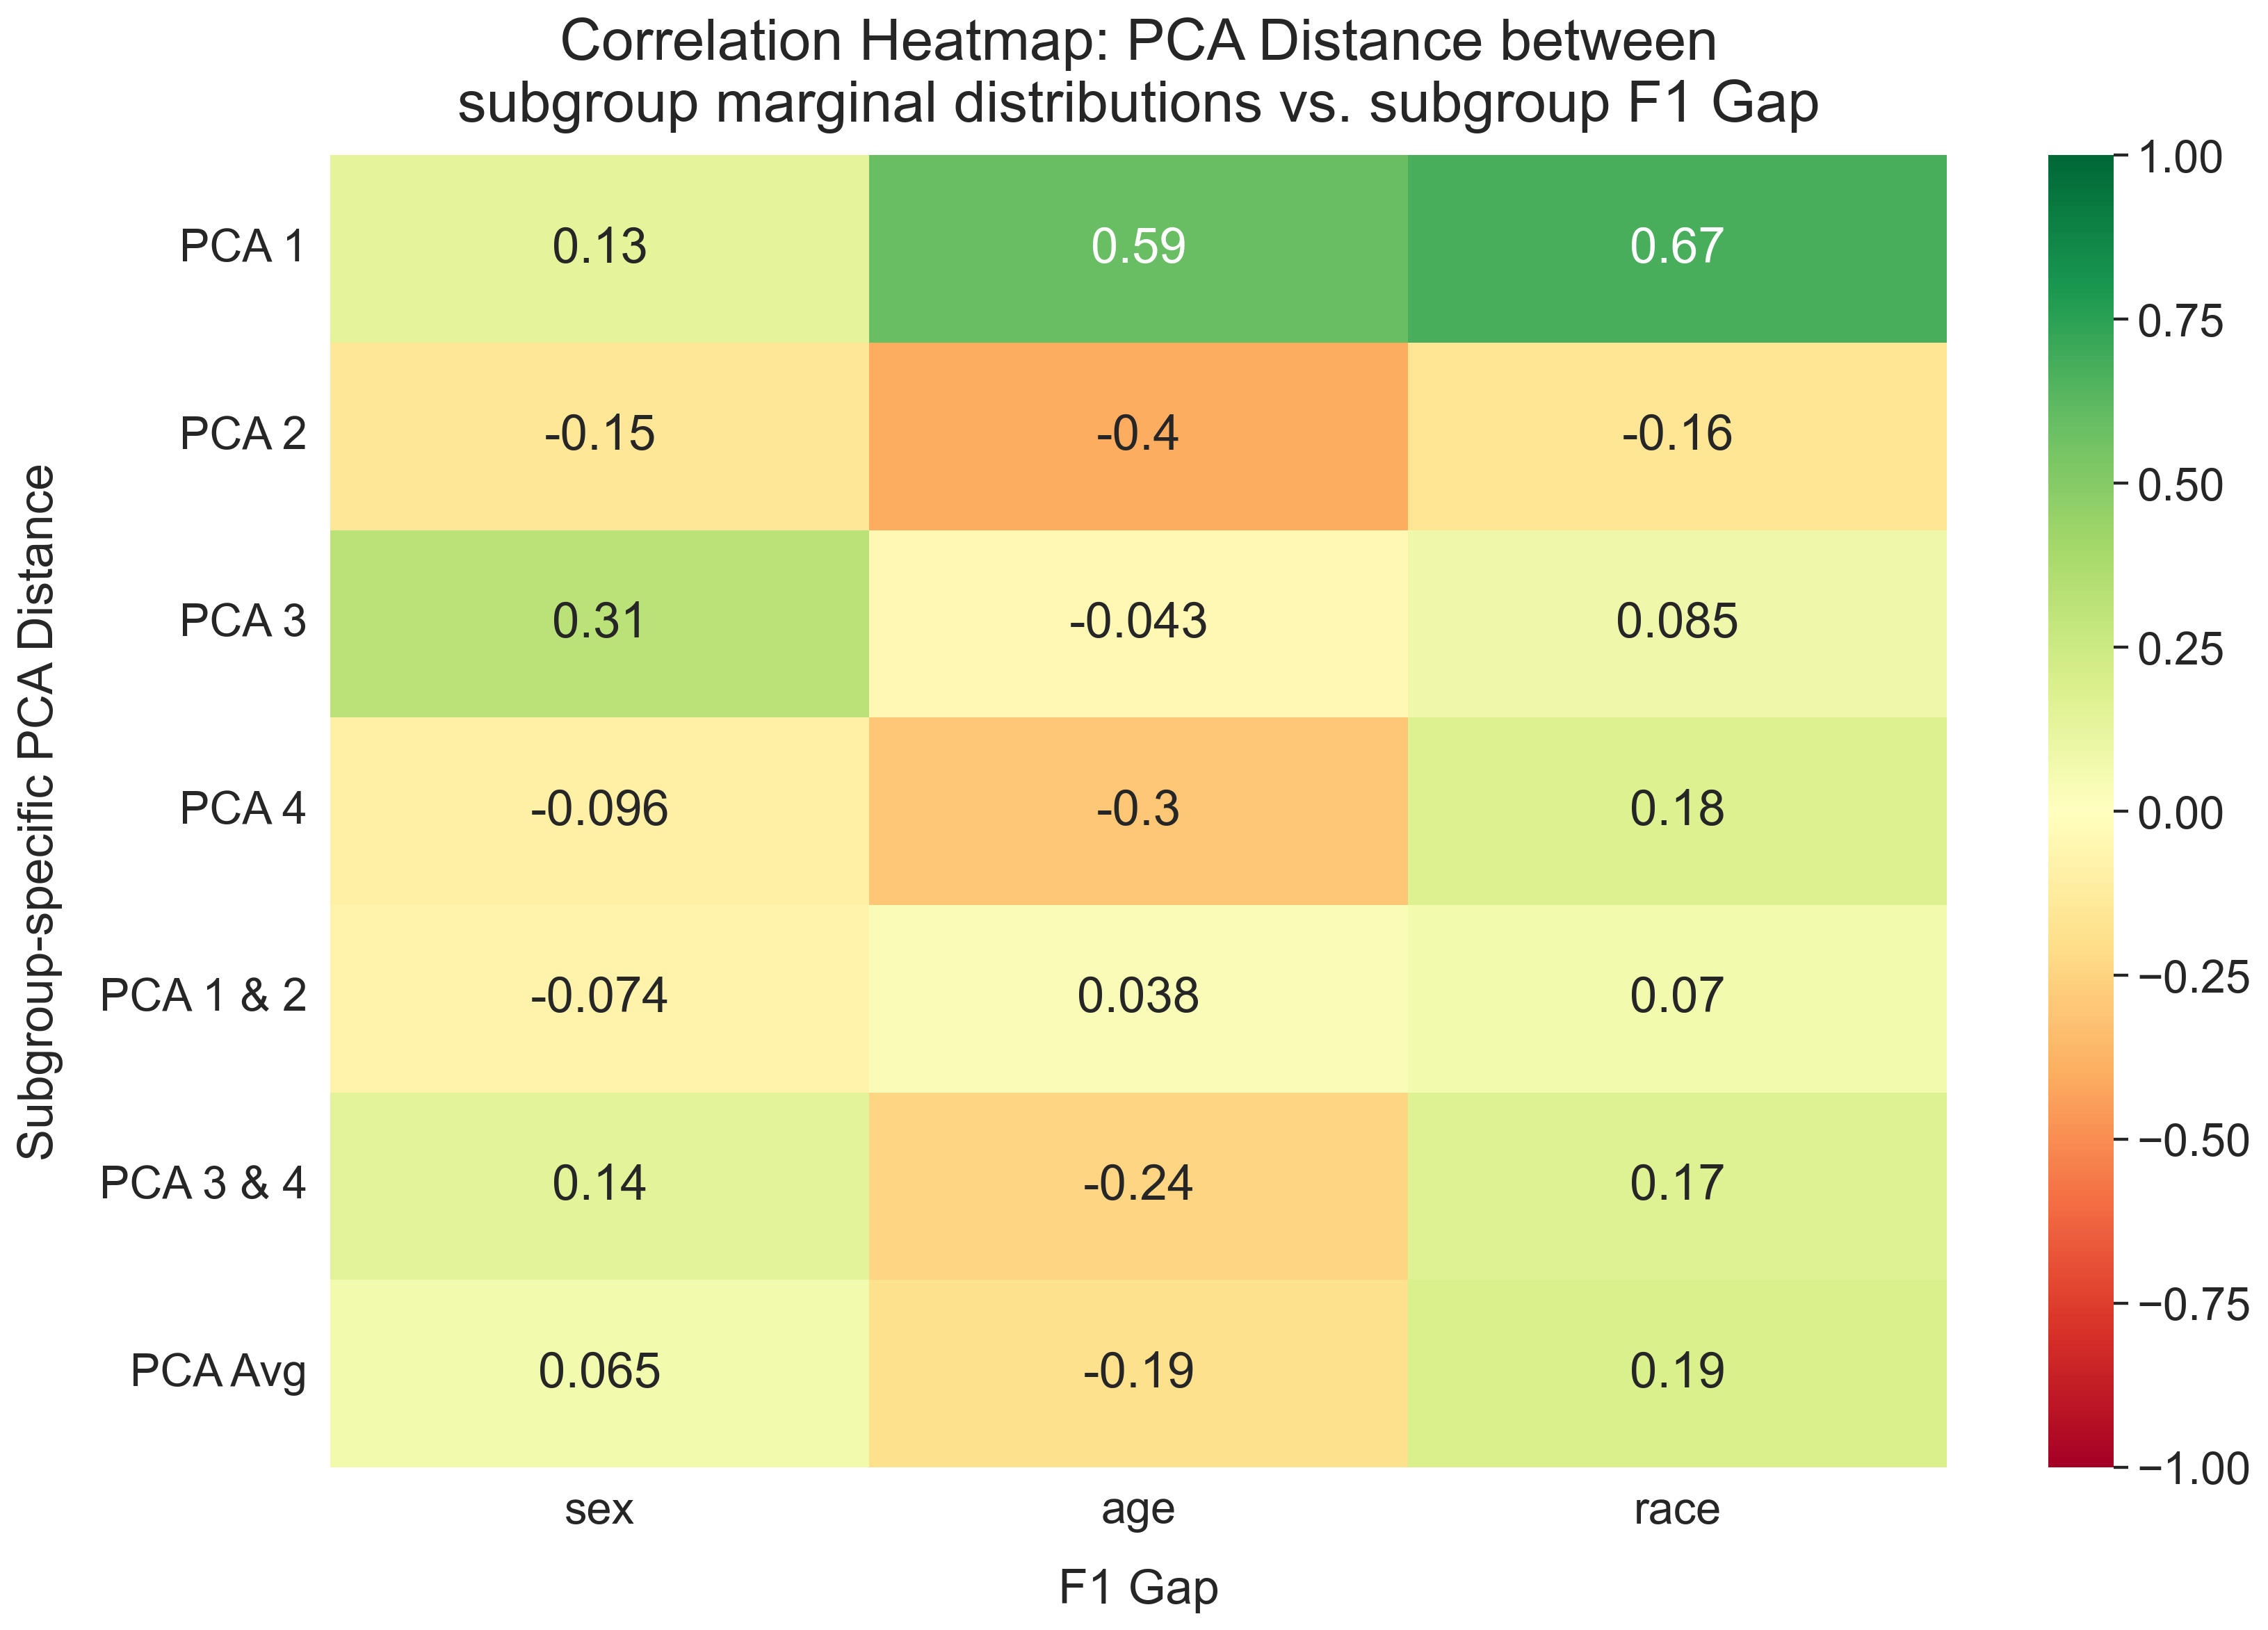 Correlation Heatmap: PCA Distance between
subgroup marginal distributions vs. subgroup F1 Gap
Subgroup-specific PCA Distance
PCA 1 0.13 0.59 0.67
PCA 2 -0.15 -0.4 -0.16
PCA 3 0.31 -0.043 0.085
PCA 4 -0.096 -0.3 0.18
PCA 1 & 2 -0.074 0.038 0.07
PCA 3 & 4 0.14 -0.24 0.17
PCA Avg 0.065 -0.19 0.19
sex age race
F1 Gap
1.00
0.75
0.50
0.25
0.00
−0.25
−0.50
−0.75
−1.00